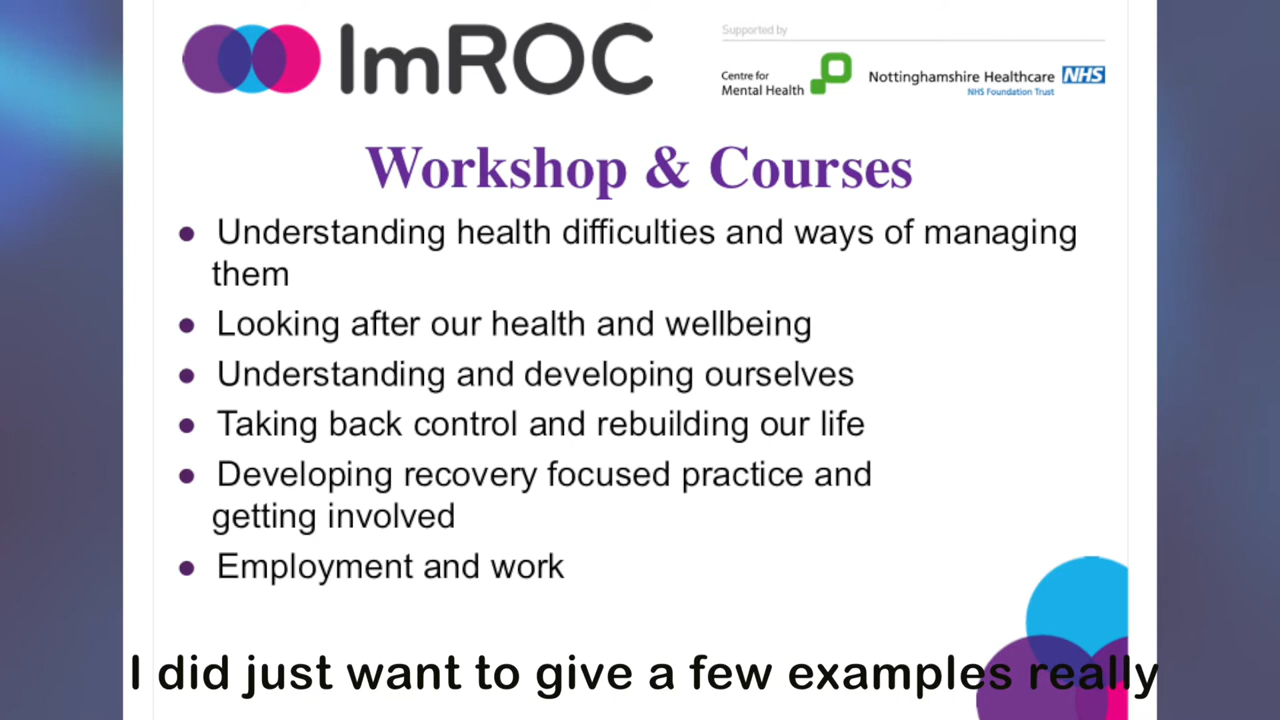 ImROC
Supported by
Centre for
Mental Health
Nottinghamshire Healthcare NHS
NHS Foundation Trust
Workshop & Courses
● Understanding health difficulties and ways of managing
them
● Looking after our health and wellbeing
● Understanding and developing ourselves
● Taking back control and rebuilding our life
● Developing recovery focused practice and
getting involved
● Employment and work
I did just want to give a few examples really